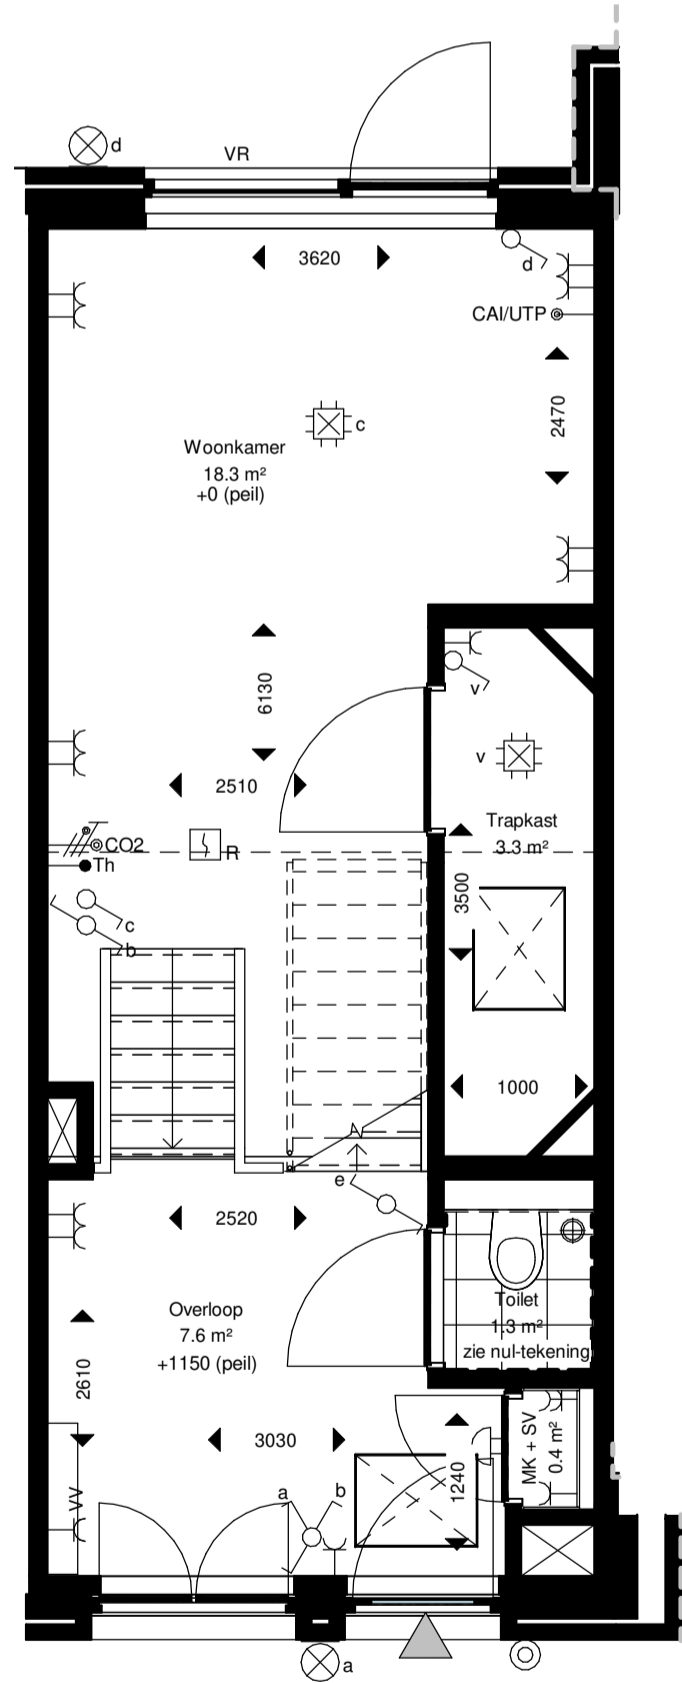 d
VR
3620
d
CAI/UTP
2470
c
Woonkamer
18.3 m²
+0 (peil)
6130
v
v
2510
Trapkast
3.3 m²
CO2
R
Th
3500
c
b
1000
e
2520
Overloop
7.6 m²
+1150 (peil)
Toilet
1.3 m²
zie nul-tekening
2610
3030
MK + SV
0.4 m²
1240
VV
a
b
a